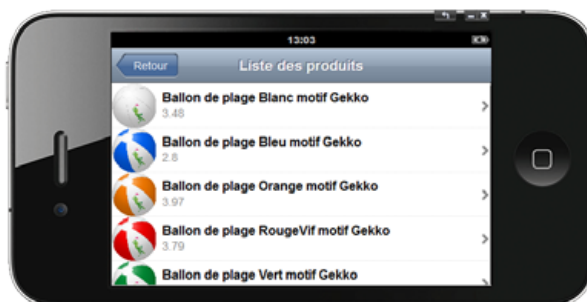 13:03
Retour
Liste des produits
Ballon de plage Blanc motif Gekko
3.48
Ballon de plage Bleu motif Gekko
2.8
Ballon de plage Orange motif Gekko
3.97
Ballon de plage RougeVif motif Gekko
3.79
Ballon de plage Vert motif Gekko